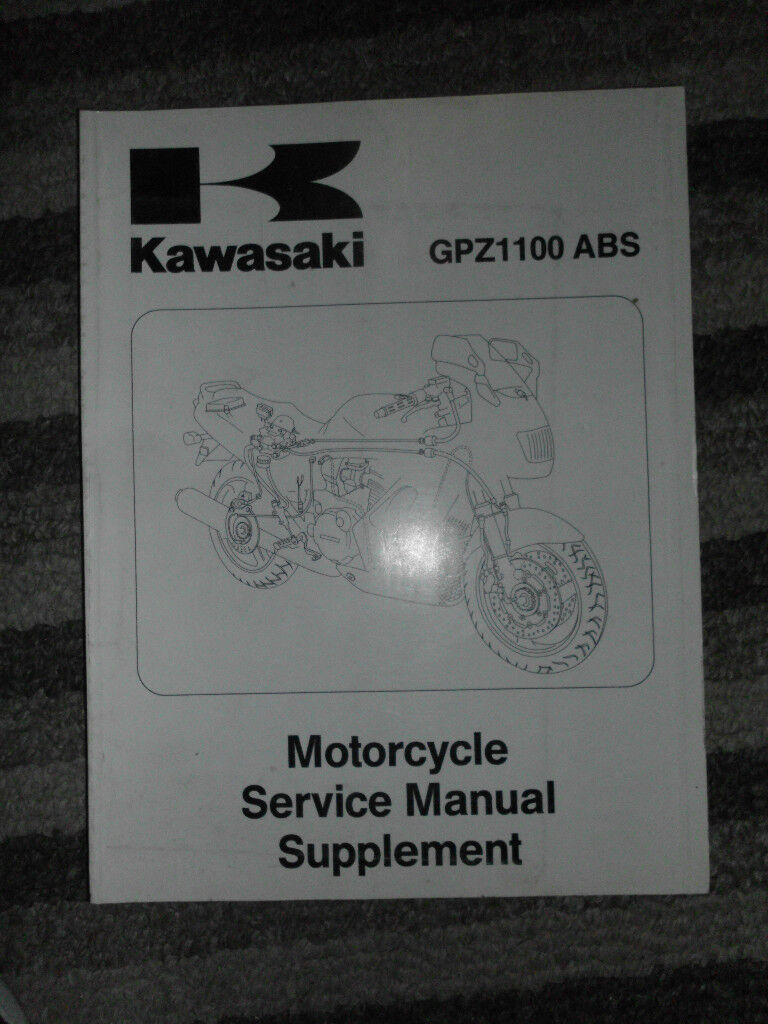 Kawasaki
GPZ1100 ABS
Motorcycle
Service Manual
Supplement